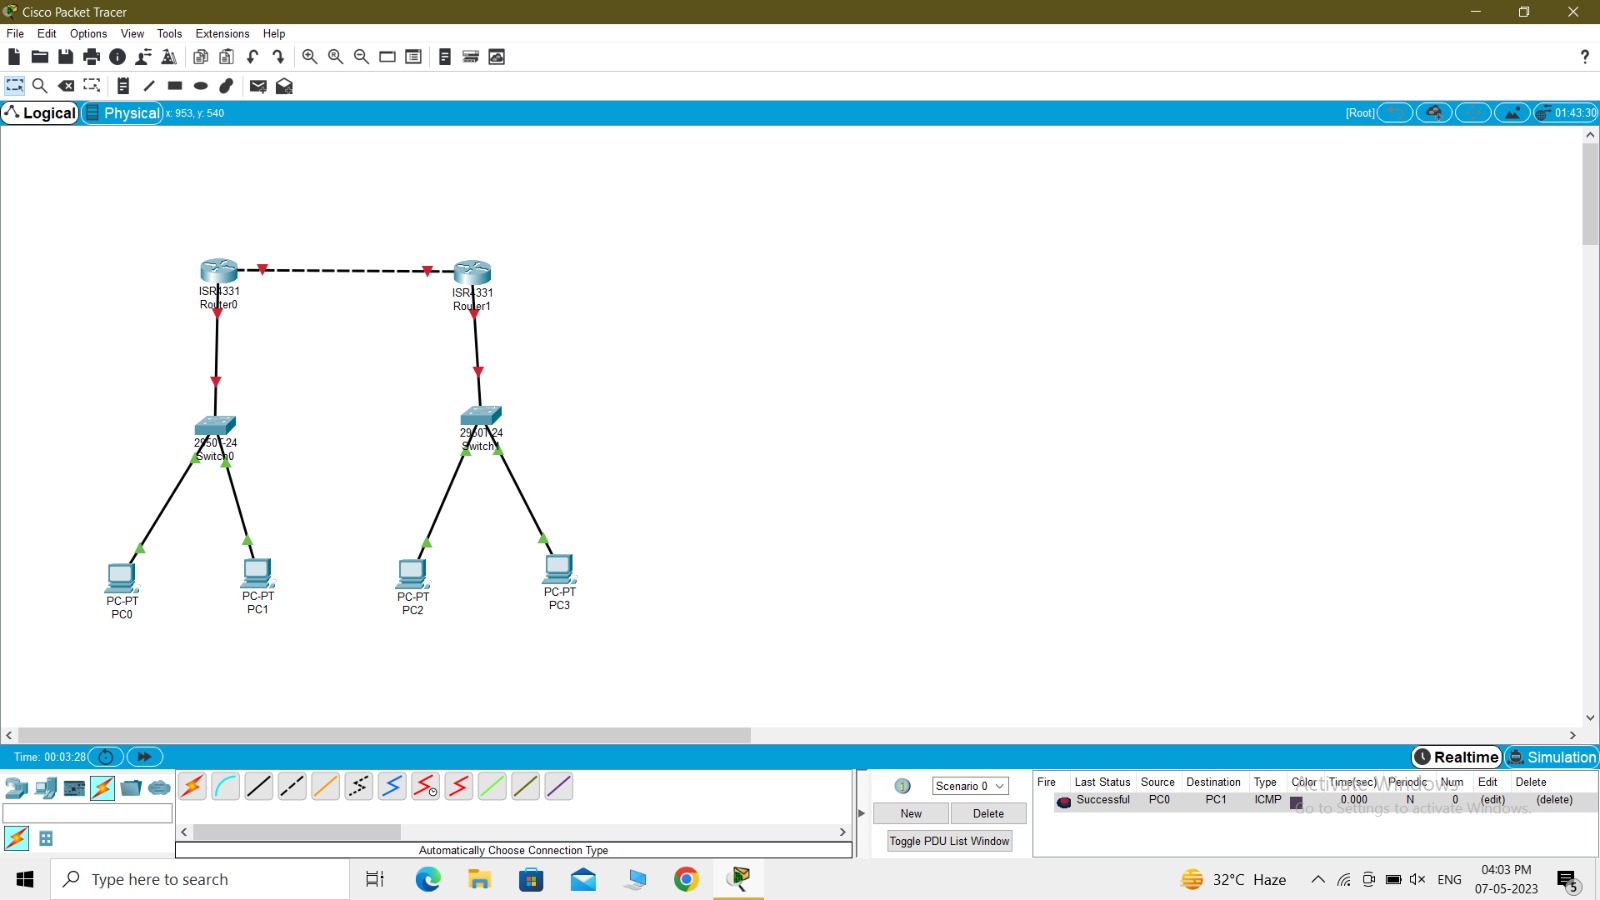 Cisco Packet Tracer
File Edit Options View Tools Extensions Help
?
Logical Physical x: 953, y: 540 [Root] 01:43:30
ISR4331
Router0
ISR4331
Router1
2950T-24
Switch0
2950T-24
Switch1
PC-PT
PC0
PC-PT
PC1
PC-PT
PC2
PC-PT
PC3
Time: 00:03:28 Realtime Simulation
Scenario 0
New Delete
Toggle PDU List Window
Fire Last Status Source Destination Type Color Time(sec) Periodic Num Edit Delete
Successful PC0 PC1 ICMP 0.000 N 0 (edit) (delete)
Activate Windows
Go to Settings to activate Windows.
Automatically Choose Connection Type
Type here to search
32°C Haze
ENG
04:03 PM
07-05-2023
5